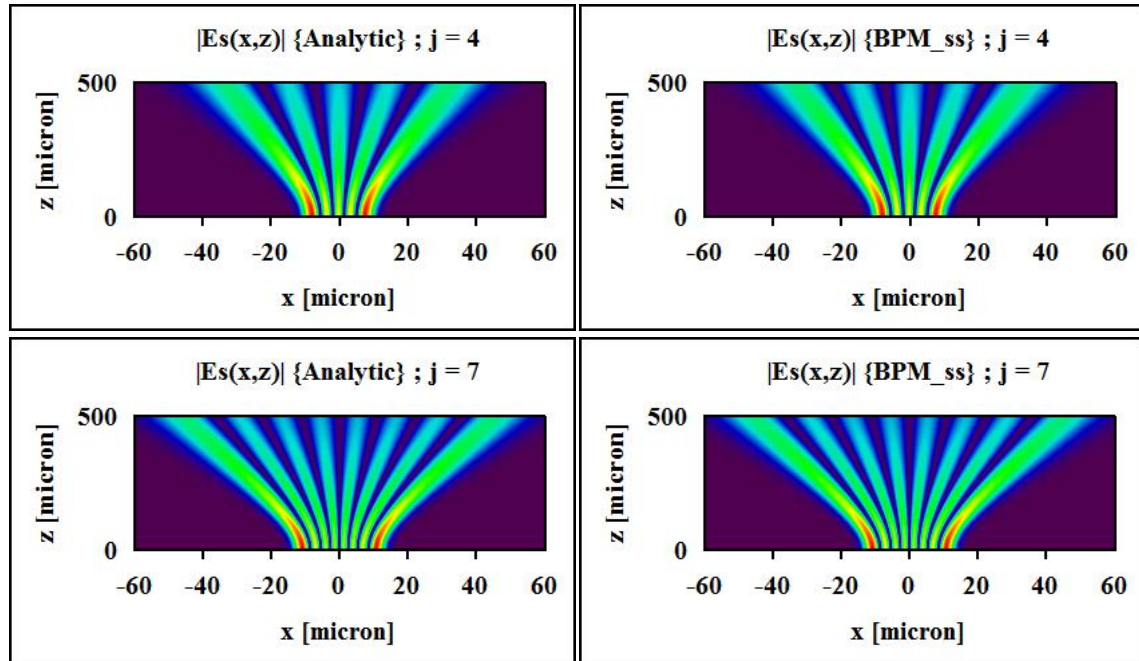 |Es(x,z)| {Analytic} ; j = 4
500
z [micron]
0
-60 -40 -20 0 20 40 60
x [micron]
|Es(x,z)| {BPM_ss} ; j = 4
500
z [micron]
0
-60 -40 -20 0 20 40 60
x [micron]
|Es(x,z)| {Analytic} ; j = 7
500
z [micron]
0
-60 -40 -20 0 20 40 60
x [micron]
|Es(x,z)| {BPM_ss} ; j = 7
500
z [micron]
0
-60 -40 -20 0 20 40 60
x [micron]